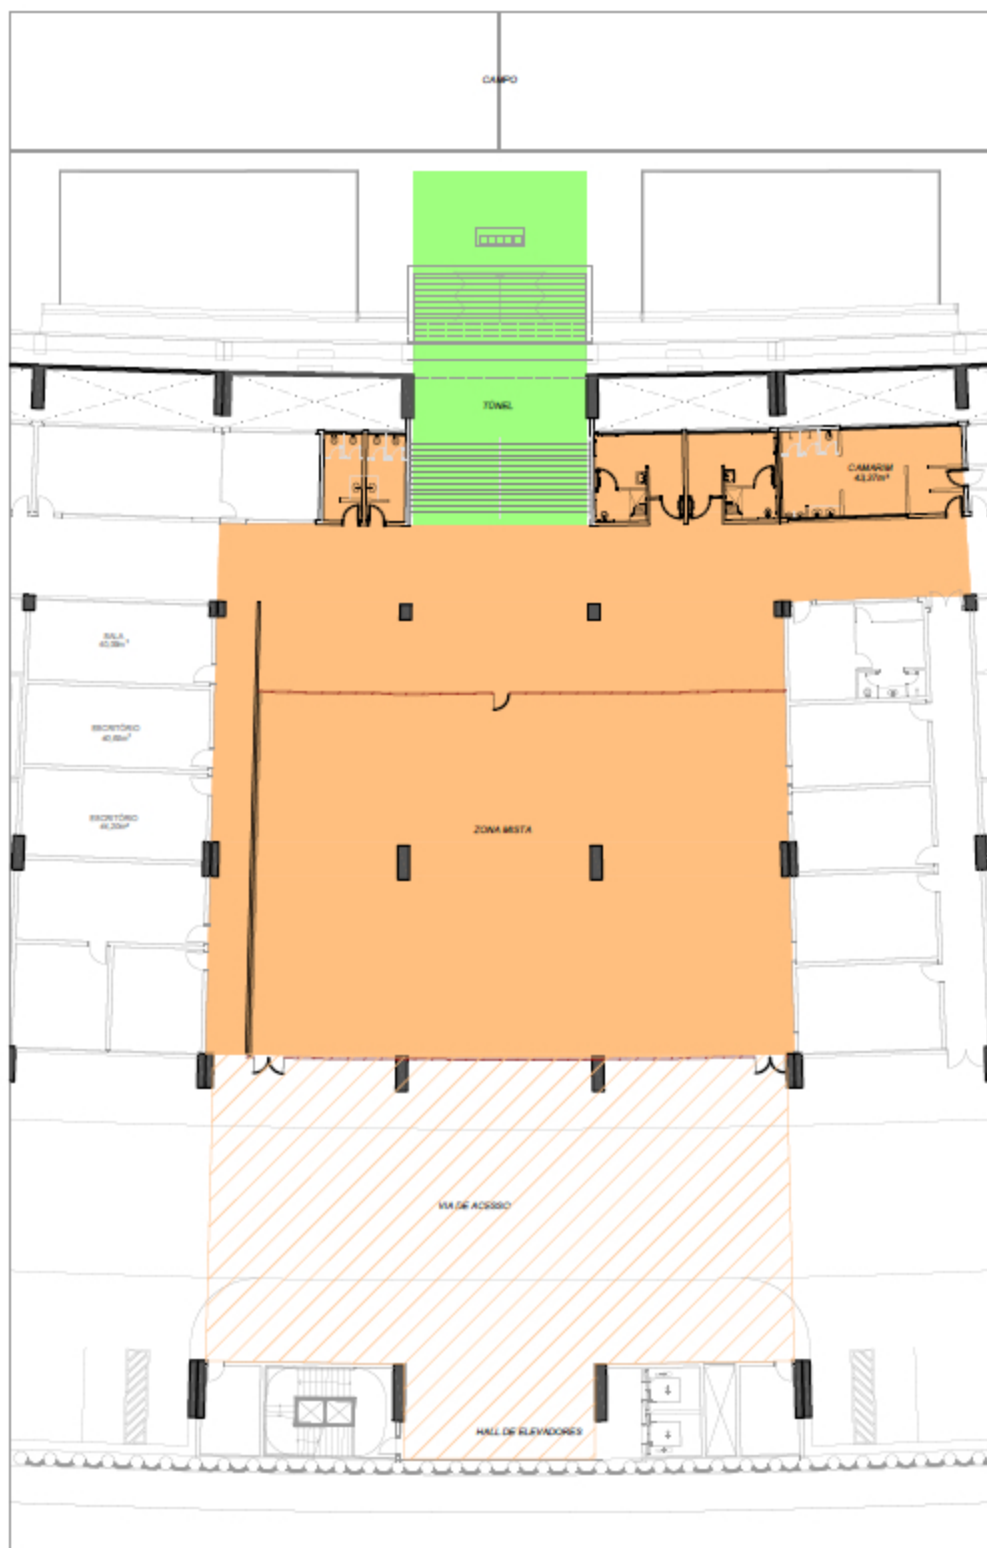 CAMPO
TÚNEL
CAMARIM
43,27m²
SALA
ESCRITÓRIO
ESCRITÓRIO
ZONA MISTA
VIA DE ACESSO
HALL DE ELEVADORES